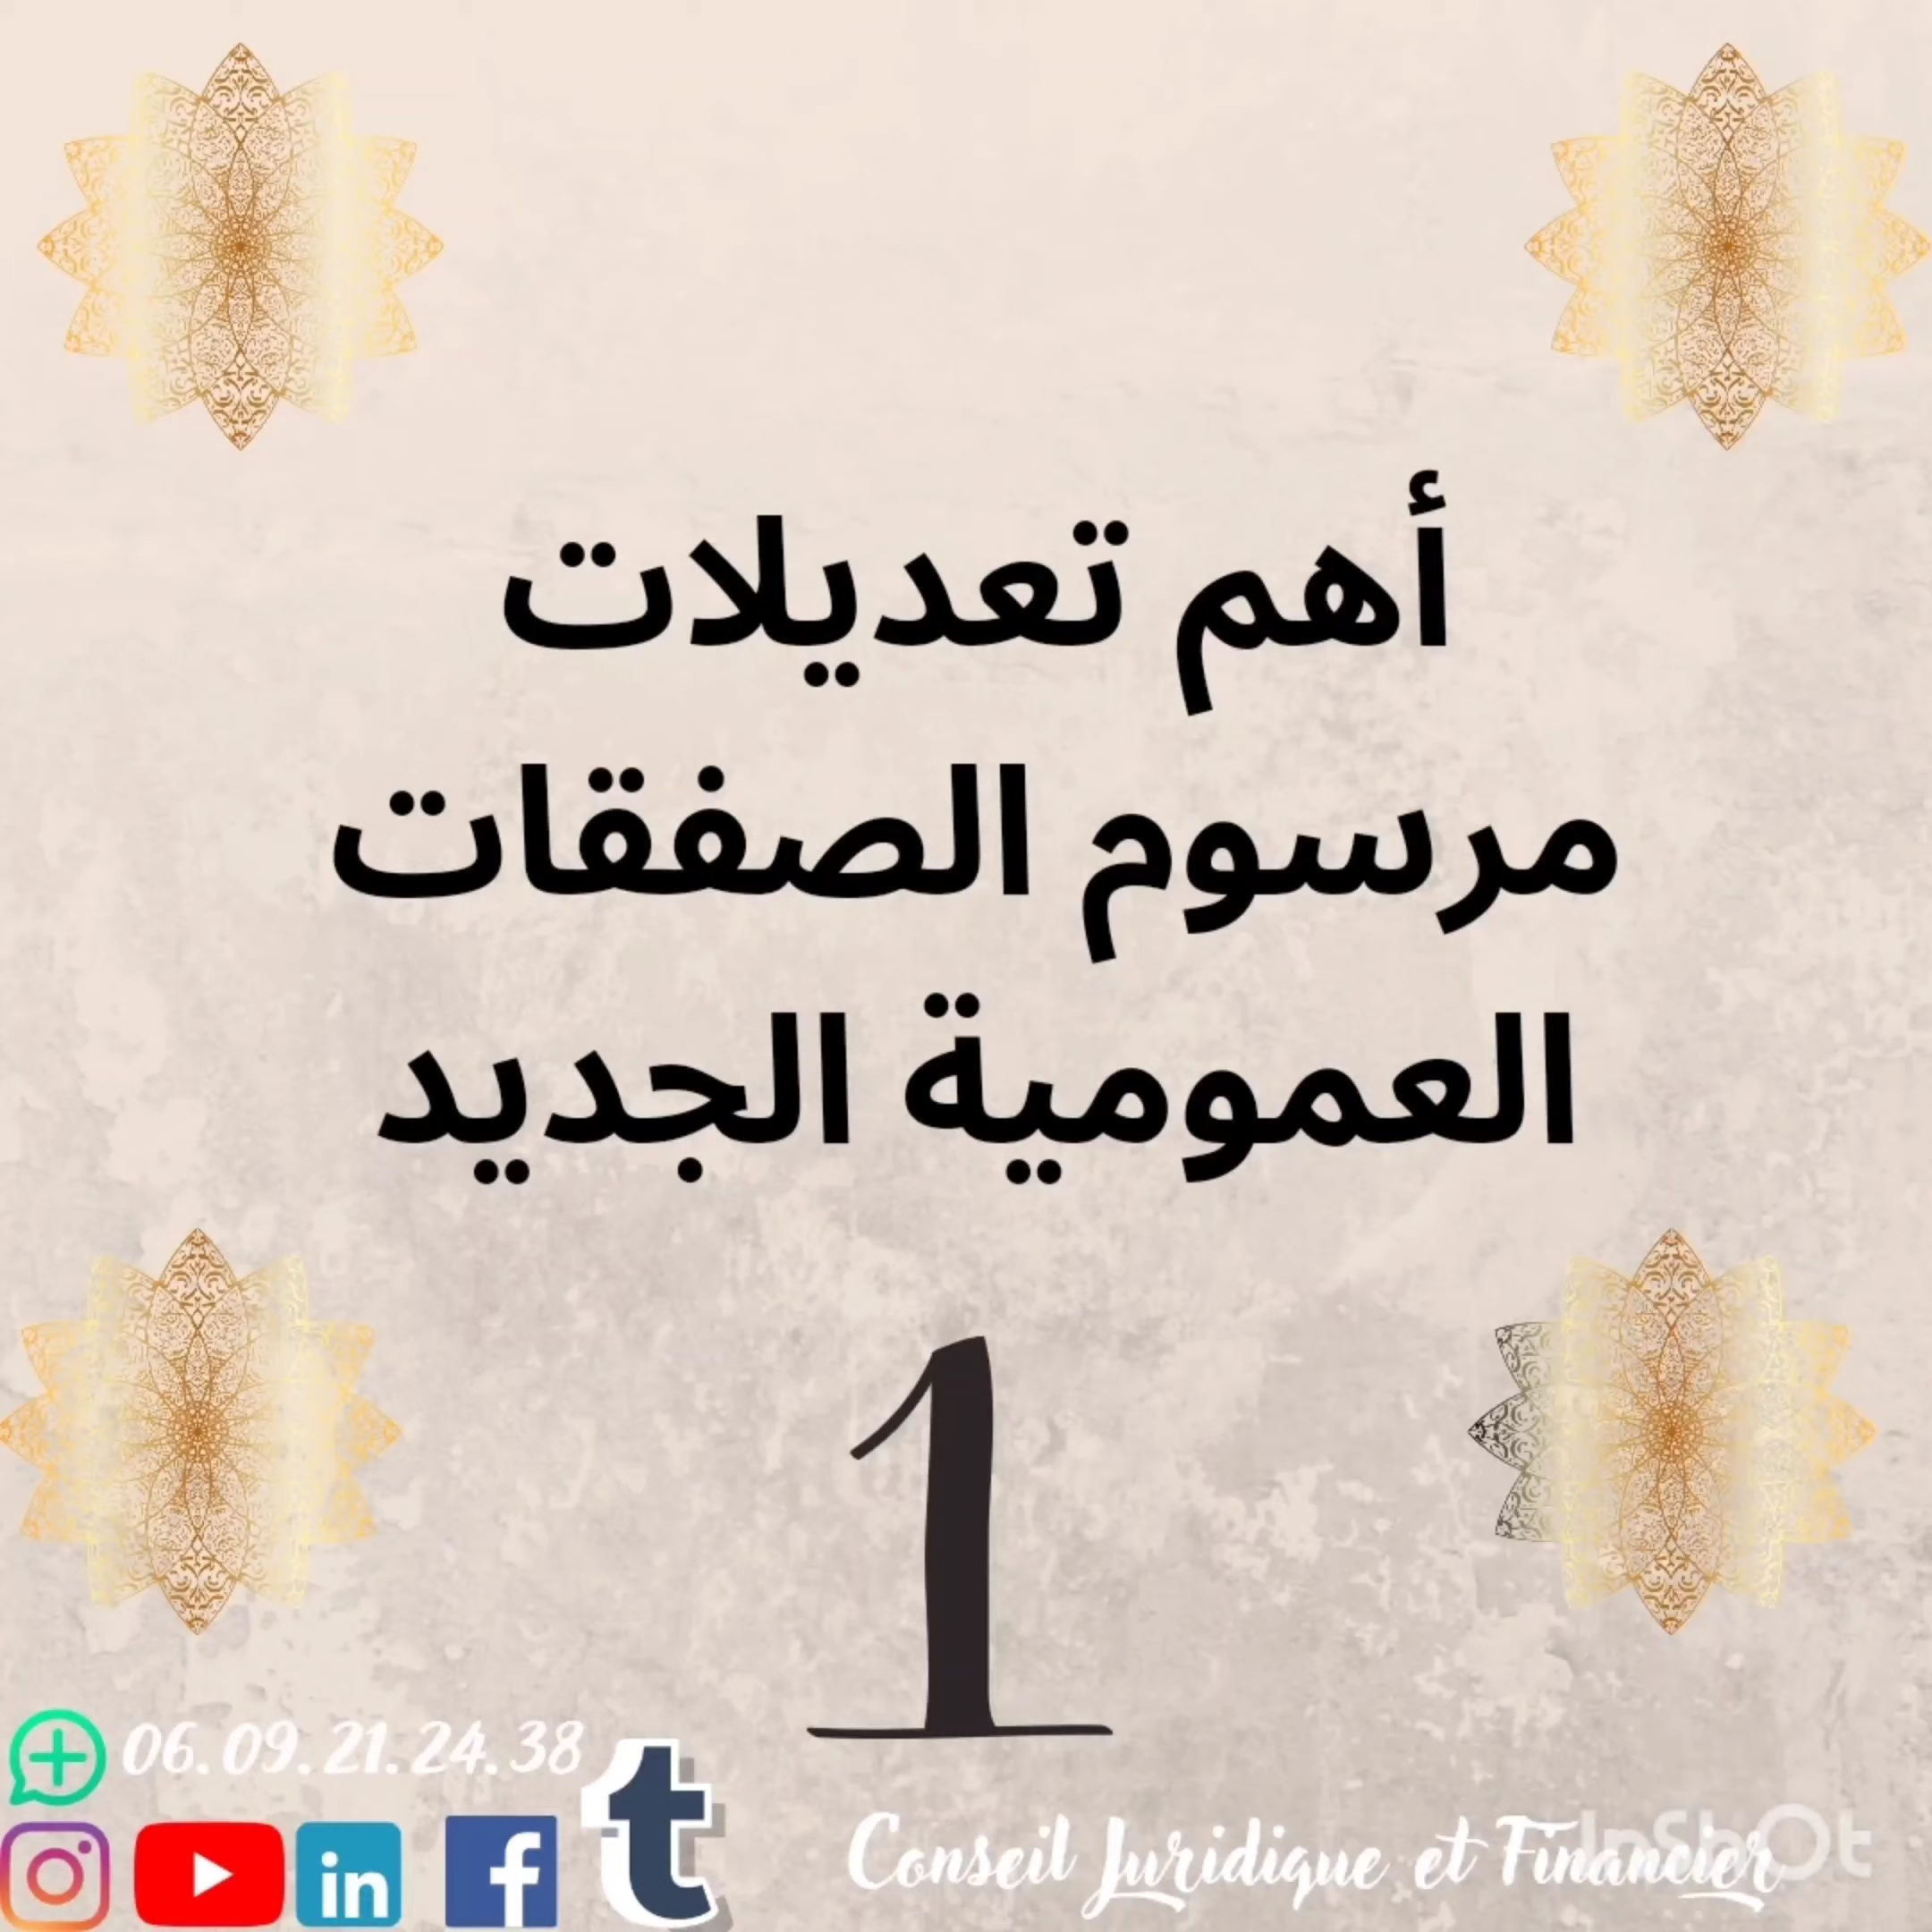 أهم تعديلات
مرسوم الصفقات
العمومية الجديد
1
06.09.21.24.38
t
in
f
Conseil Juridique et Financier
InShOt